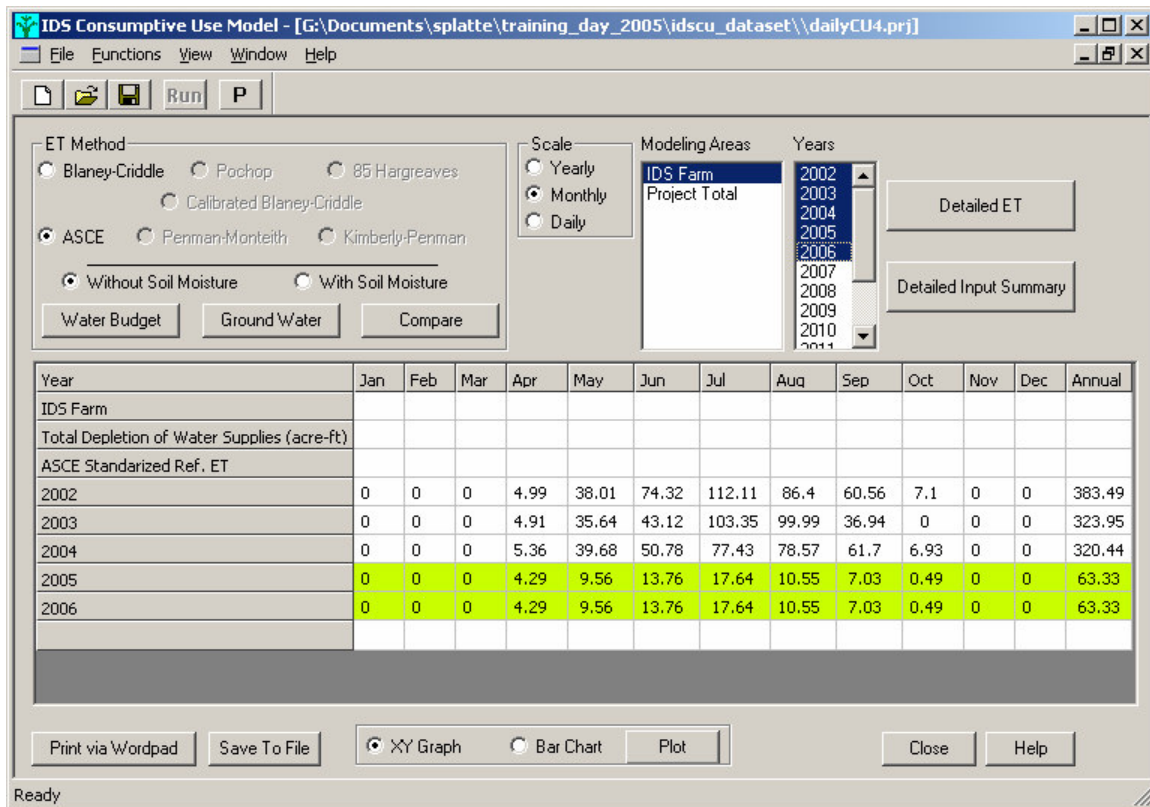 IDS Consumptive Use Model - [G:\Documents\splatte\training_day_2005\idscu_dataset\\dailyCU4.prj]
File Functions View Window Help
Run P
ET Method
Blaney-Criddle Pochop 85 Hargreaves
Calibrated Blaney-Criddle
ASCE Penman-Monteith Kimberly-Penman
Without Soil Moisture With Soil Moisture
Water Budget Ground Water Compare
Scale
Yearly
Monthly
Daily
Modeling Areas
IDS Farm
Project Total
Years
2002
2003
2004
2005
2006
2007
2008
2009
2010
2011
Detailed ET
Detailed Input Summary
Year Jan Feb Mar Apr May Jun Jul Aug Sep Oct Nov Dec Annual
IDS Farm
Total Depletion of Water Supplies (acre-ft)
ASCE Standarized Ref. ET
2002 0 0 0 4.99 38.01 74.32 112.11 86.4 60.56 7.1 0 0 383.49
2003 0 0 0 4.91 35.64 43.12 103.35 99.99 36.94 0 0 0 323.95
2004 0 0 0 5.36 39.68 50.78 77.43 78.57 61.7 6.93 0 0 320.44
2005 0 0 0 4.29 9.56 13.76 17.64 10.55 7.03 0.49 0 0 63.33
2006 0 0 0 4.29 9.56 13.76 17.64 10.55 7.03 0.49 0 0 63.33
Print via Wordpad Save To File XY Graph Bar Chart Plot Close Help
Ready